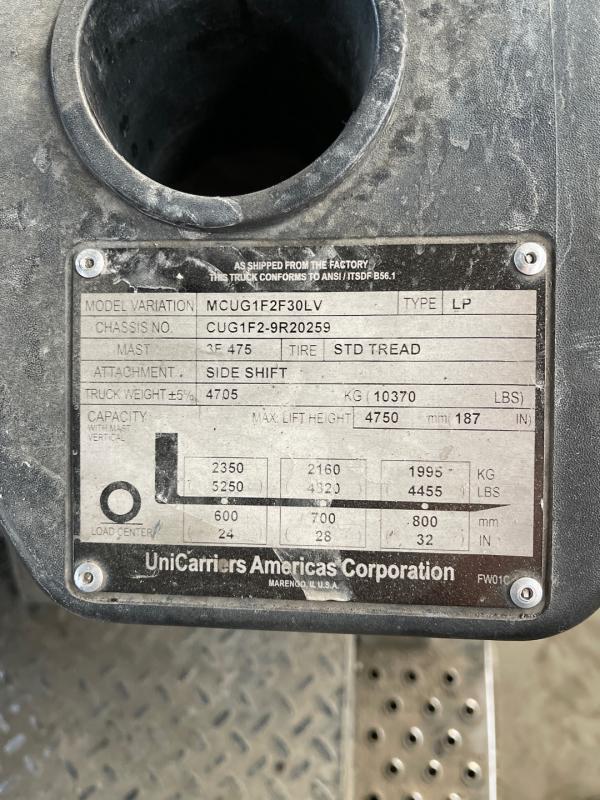 AS SHIPPED FROM THE FACTORY
THIS TRUCK CONFORMS TO ANSI / ITSDF B56.1
MODEL VARIATION MCUG1F2F30LV TYPE LP
CHASSIS NO. CUG1F2-9R20259
MAST 3F 475 TIRE STD TREAD
ATTACHMENT SIDE SHIFT
TRUCK WEIGHT ±5% 4705 KG ( 10370 LBS)
CAPACITY MAX. LIFT HEIGHT 4750 mm( 187 IN)
WITH MAST
VERTICAL
2350 2160 1995 KG
5250 4820 4455 LBS
600 700 800 mm
LOAD CENTER 24 28 32 IN
UniCarriers Americas Corporation
MARENGO, IL U.S.A. FW01C